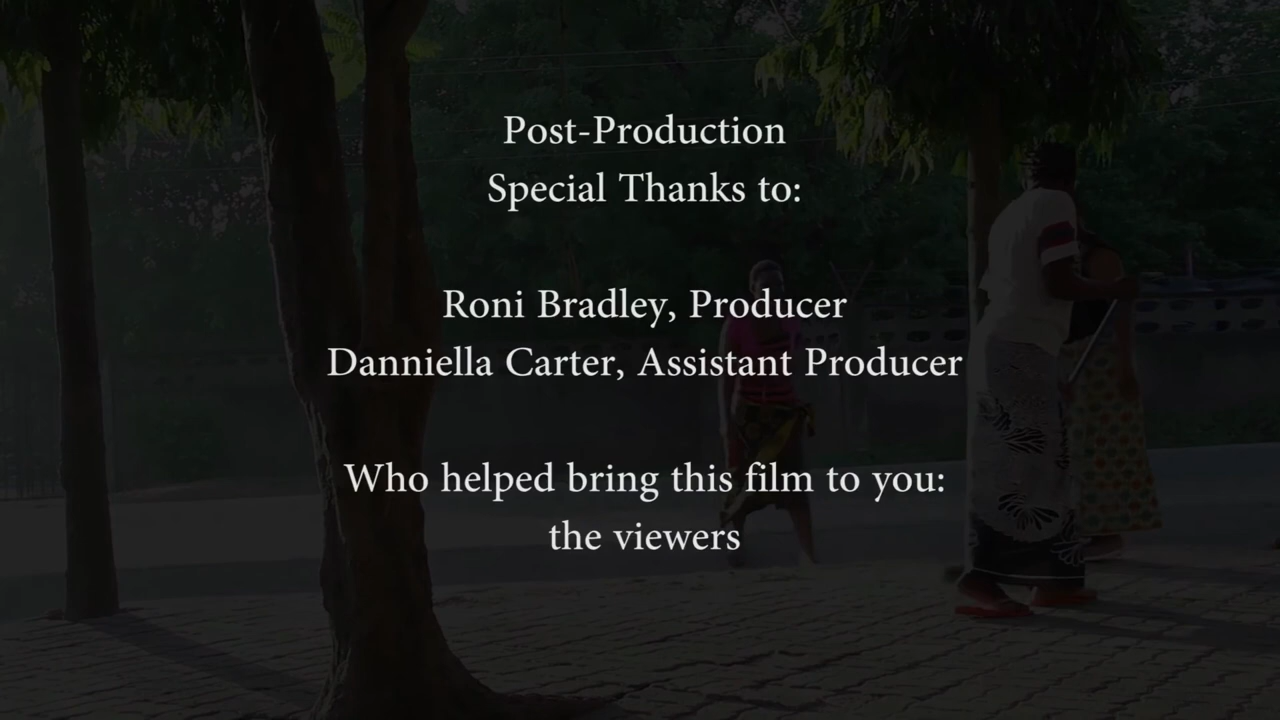 Post-Production
Special Thanks to:
Roni Bradley, Producer
Danniella Carter, Assistant Producer
Who helped bring this film to you:
the viewers